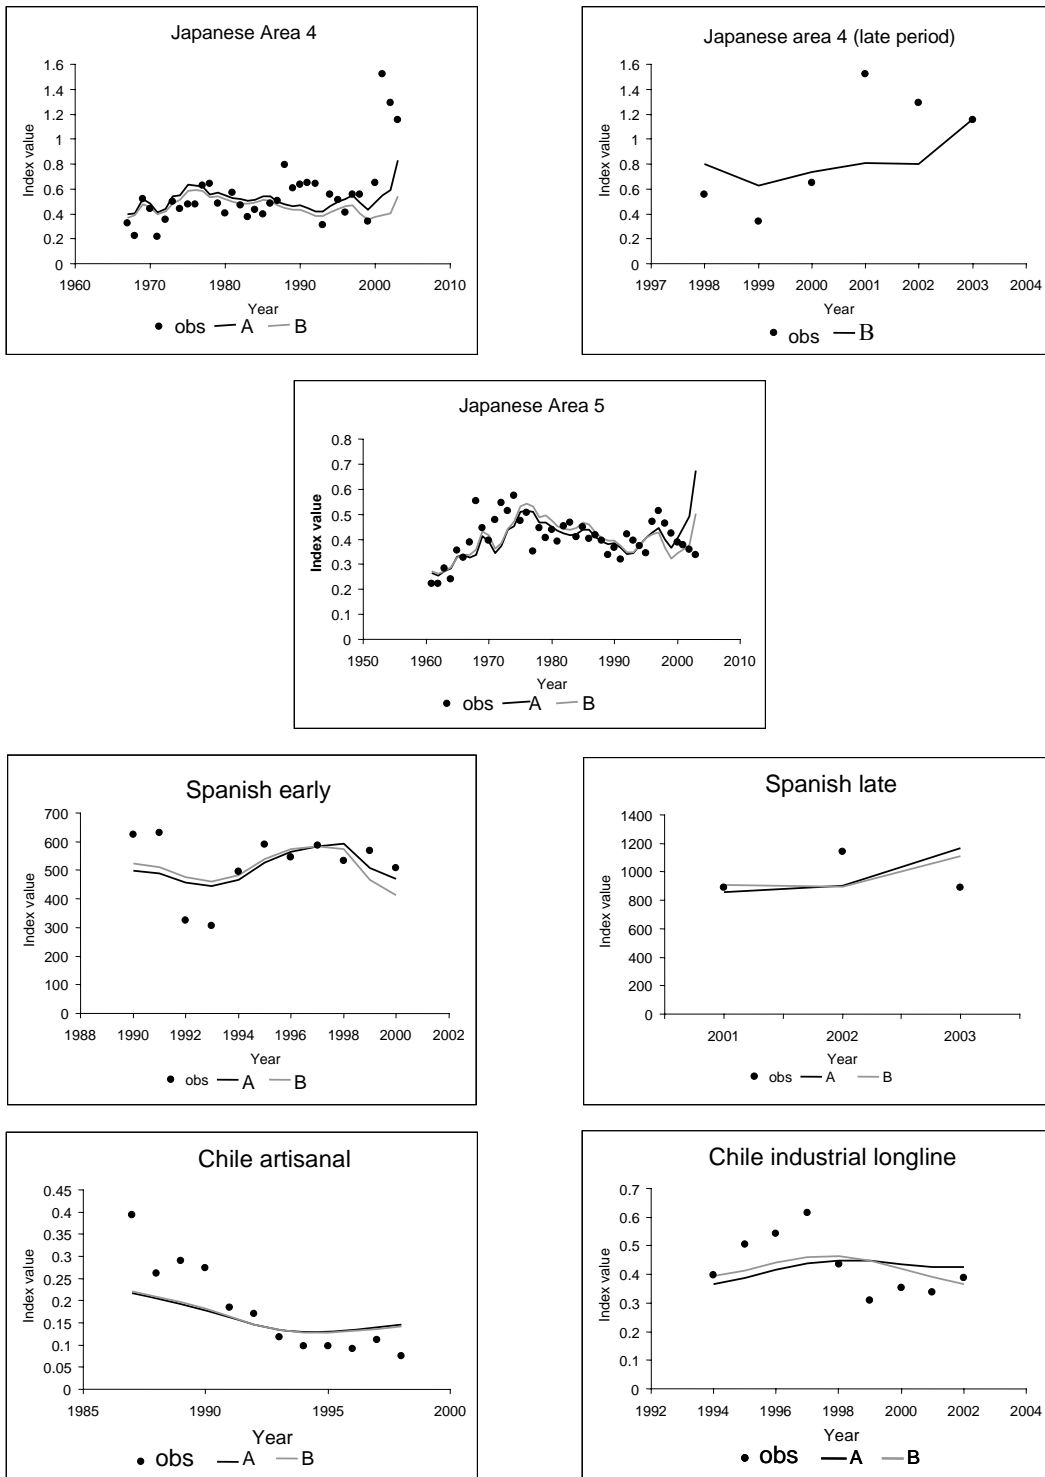 Japanese Area 4
Index value
1.6
1.4
1.2
1
0.8
0.6
0.4
0.2
0
1960 1970 1980 1990 2000 2010
Year
obs A B
Japanese area 4 (late period)
Index value
1.6
1.4
1.2
1
0.8
0.6
0.4
0.2
0
1997 1998 1999 2000 2001 2002 2003 2004
Year
obs B
Japanese Area 5
Index value
0.8
0.7
0.6
0.5
0.4
0.3
0.2
0.1
0
1950 1960 1970 1980 1990 2000 2010
Year
obs A B
Spanish early
Index value
700
600
500
400
300
200
100
0
1988 1990 1992 1994 1996 1998 2000 2002
Year
obs A B
Spanish late
Index value
1400
1200
1000
800
600
400
200
0
2001 2002 2003
Year
obs A B
Chile artisanal
Index value
0.45
0.4
0.35
0.3
0.25
0.2
0.15
0.1
0.05
0
1985 1990 1995 2000
Year
obs A B
Chile industrial longline
Index value
0.7
0.6
0.5
0.4
0.3
0.2
0.1
0
1992 1994 1996 1998 2000 2002 2004
Year
obs A B